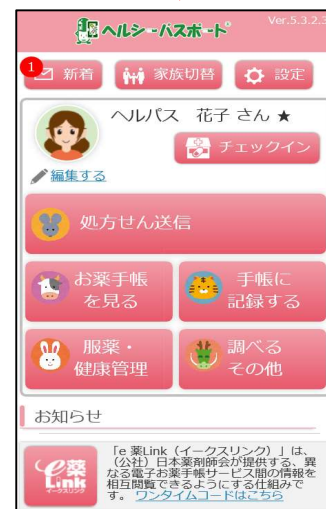 ヘルシーパスポート
Ver.5.3.2.3
1
新着
家族切替
設定
ヘルパス 花子 さん ★
チェックイン
編集する
処方せん送信
お薬手帳
を見る
手帳に
記録する
服薬・
健康管理
調べる
その他
お知らせ
e薬
Link
イークスリンク
「e 薬Link(イークスリンク)」は、
(公社)日本薬剤師会が提供する、異
なる電子お薬手帳サービス間の情報を
相互閲覧できるようにする仕組みで
す。 ワンタイムコードはこちら